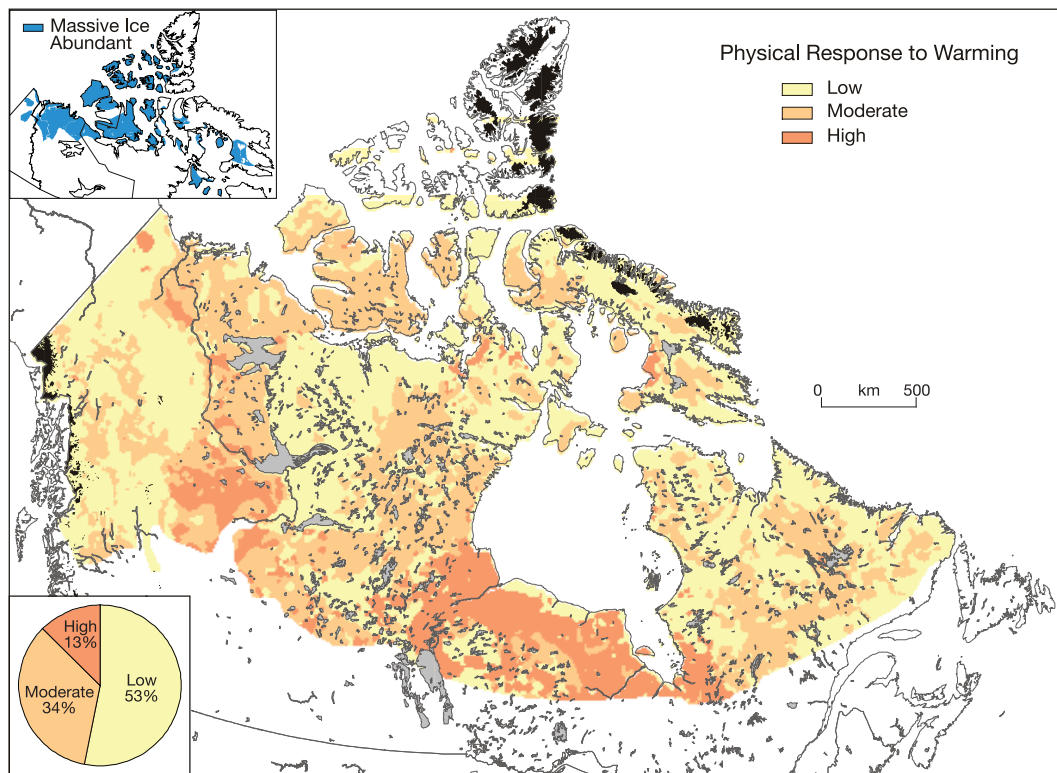 Massive Ice
Abundant
Physical Response to Warming
Low
Moderate
High
0 km 500
High
13%
Low
53%
Moderate
34%